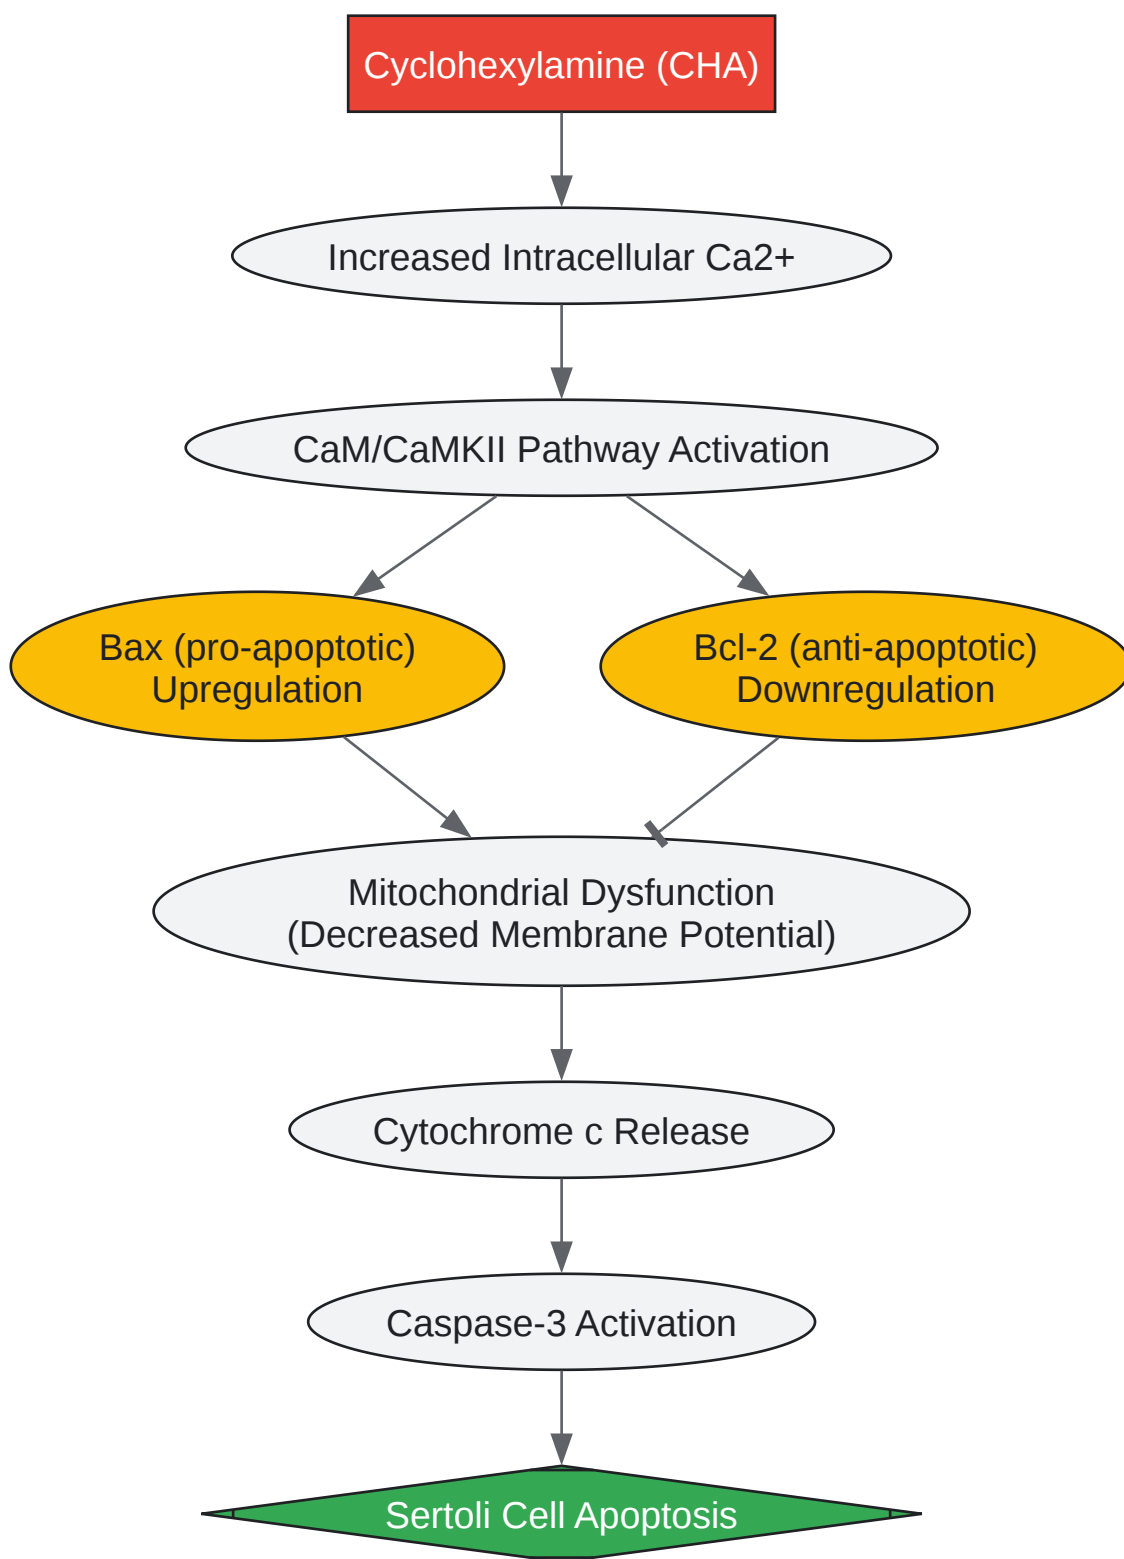 Cyclohexylamine (CHA)
Increased Intracellular Ca2+
CaM/CaMKII Pathway Activation
Bax (pro-apoptotic)
Upregulation
Bcl-2 (anti-apoptotic)
Downregulation
Mitochondrial Dysfunction
(Decreased Membrane Potential)
Cytochrome c Release
Caspase-3 Activation
Sertoli Cell Apoptosis